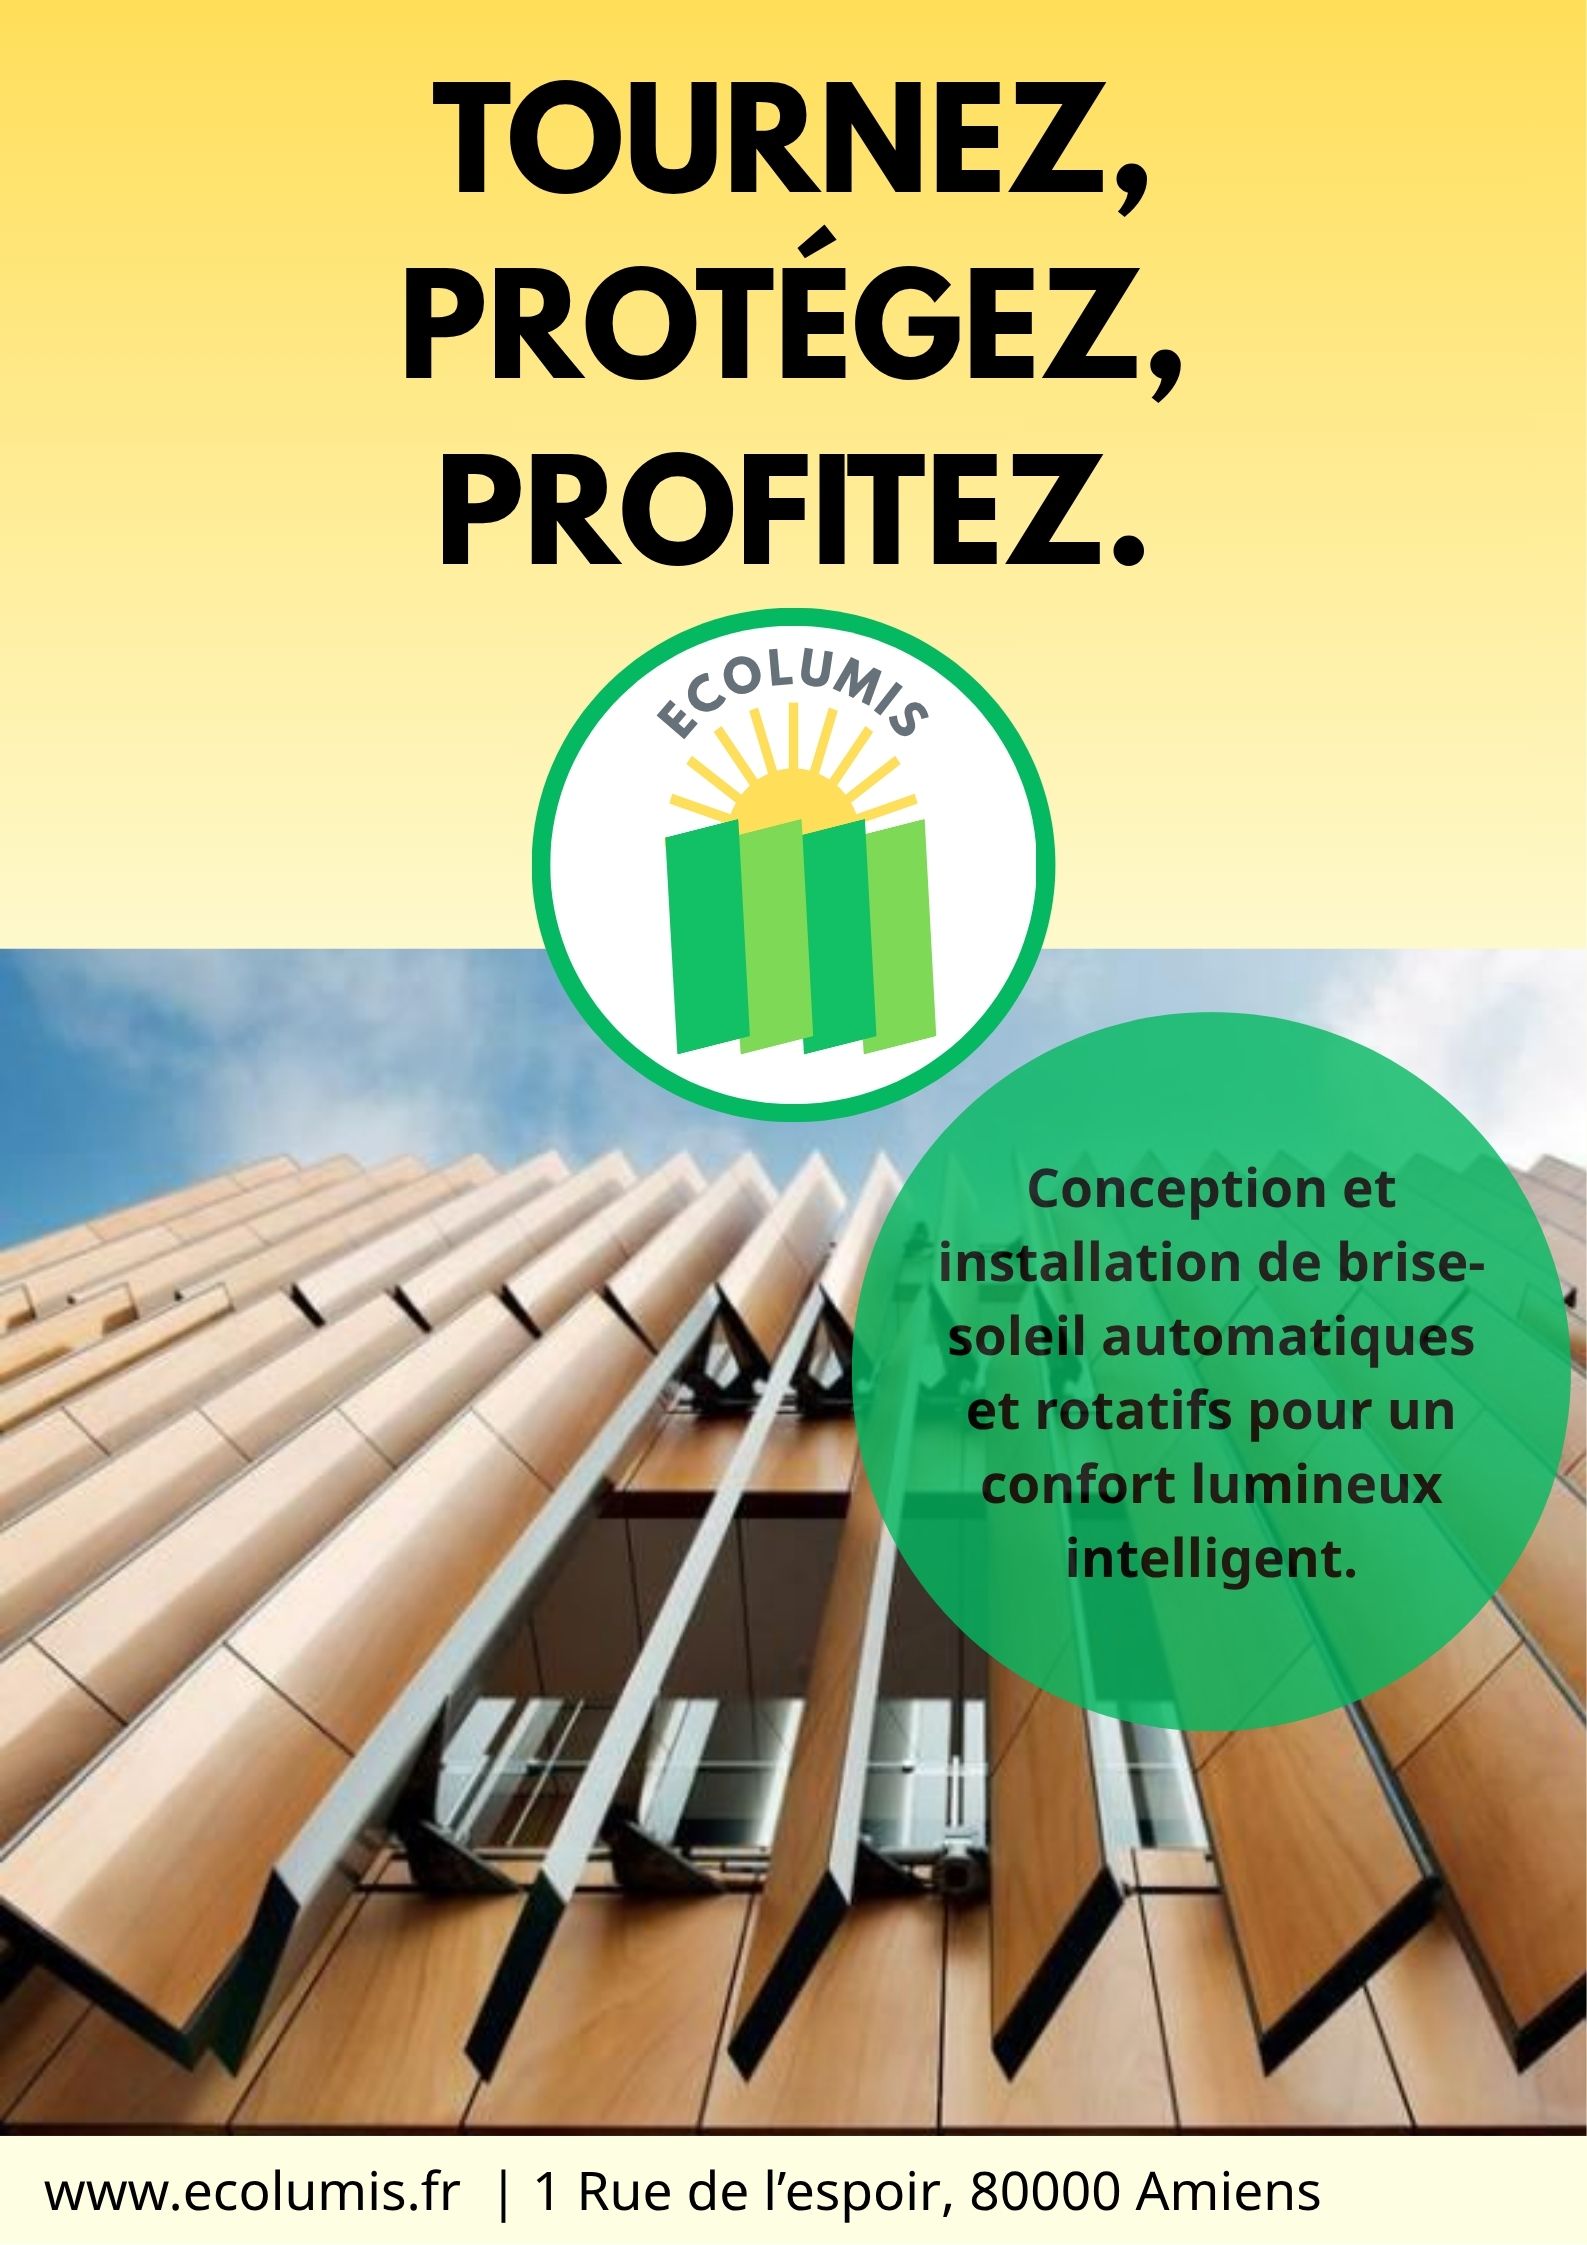 TOURNEZ,
PROTÉGEZ,
PROFITEZ.
ECOLUMIS
Conception et
installation de brise-
soleil automatiques
et rotatifs pour un
confort lumineux
intelligent.
www.ecolumis.fr | 1 Rue de l’espoir, 80000 Amiens